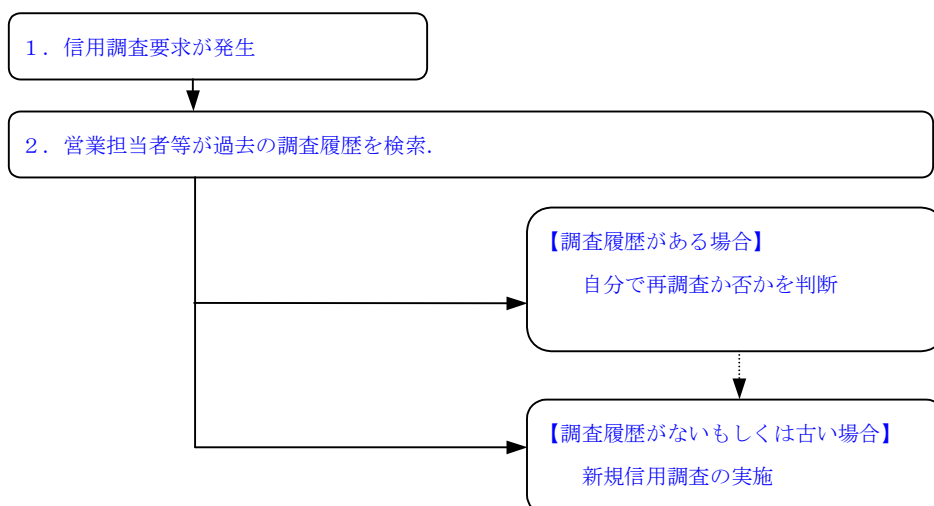 １．信用調査要求が発生
２．営業担当者等が過去の調査履歴を検索.
【調査履歴がある場合】
自分で再調査か否かを判断
【調査履歴がないもしくは古い場合】
新規信用調査の実施